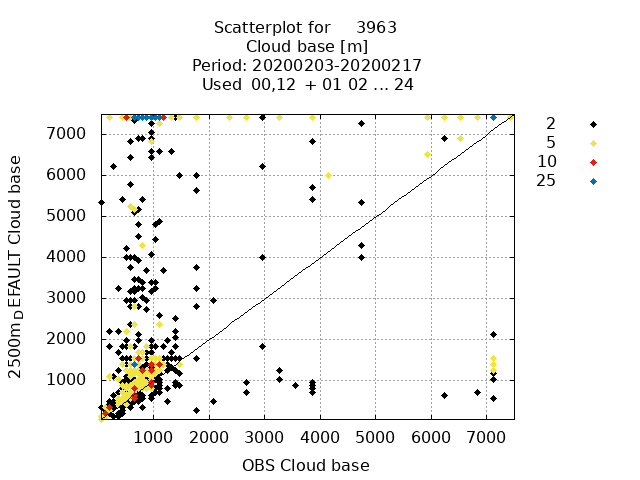 Scatterplot for 3963
Cloud base [m]
Period: 20200203-20200217
Used 00,12 + 01 02 ... 24
2
5
10
25
7000
6000
5000
4000
3000
2000
1000
2500m_DEFAULT Cloud base
1000 2000 3000 4000 5000 6000 7000
OBS Cloud base